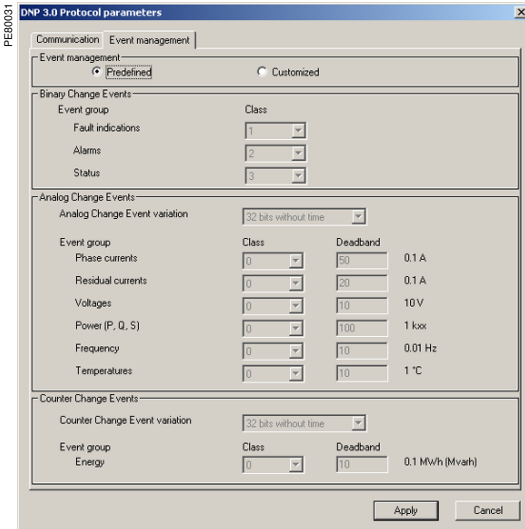 PE80031
DNP 3.0 Protocol parameters
Communication Event management
Event management
Predefined Customized
Binary Change Events
Event group Class
Fault indications 1
Alarms 2
Status 3
Analog Change Events
Analog Change Event variation 32 bits without time
Event group Class Deadband
Phase currents 0 50 0.1 A
Residual currents 0 20 0.1 A
Voltages 0 10 10 V
Power (P, Q, S) 0 100 1 kxx
Frequency 0 10 0.01 Hz
Temperatures 0 10 1 °C
Counter Change Events
Counter Change Event variation 32 bits without time
Event group Class Deadband
Energy 0 10 0.1 MWh (Mvarh)
Apply Cancel